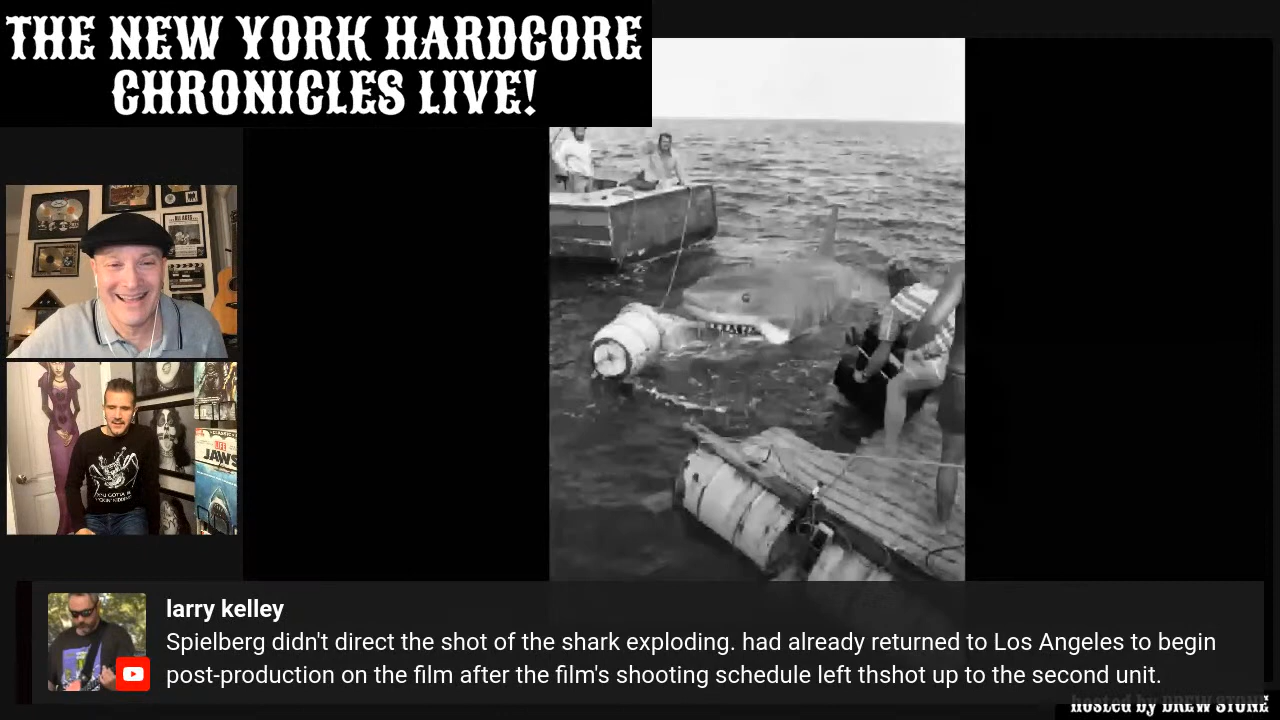 THE NEW YORK HARDCORE
CHRONICLES LIVE!
LIFE
JAWS
larry kelley
Spielberg didn't direct the shot of the shark exploding. had already returned to Los Angeles to begin
post-production on the film after the film's shooting schedule left thshot up to the second unit.
hosted by DREW STONE